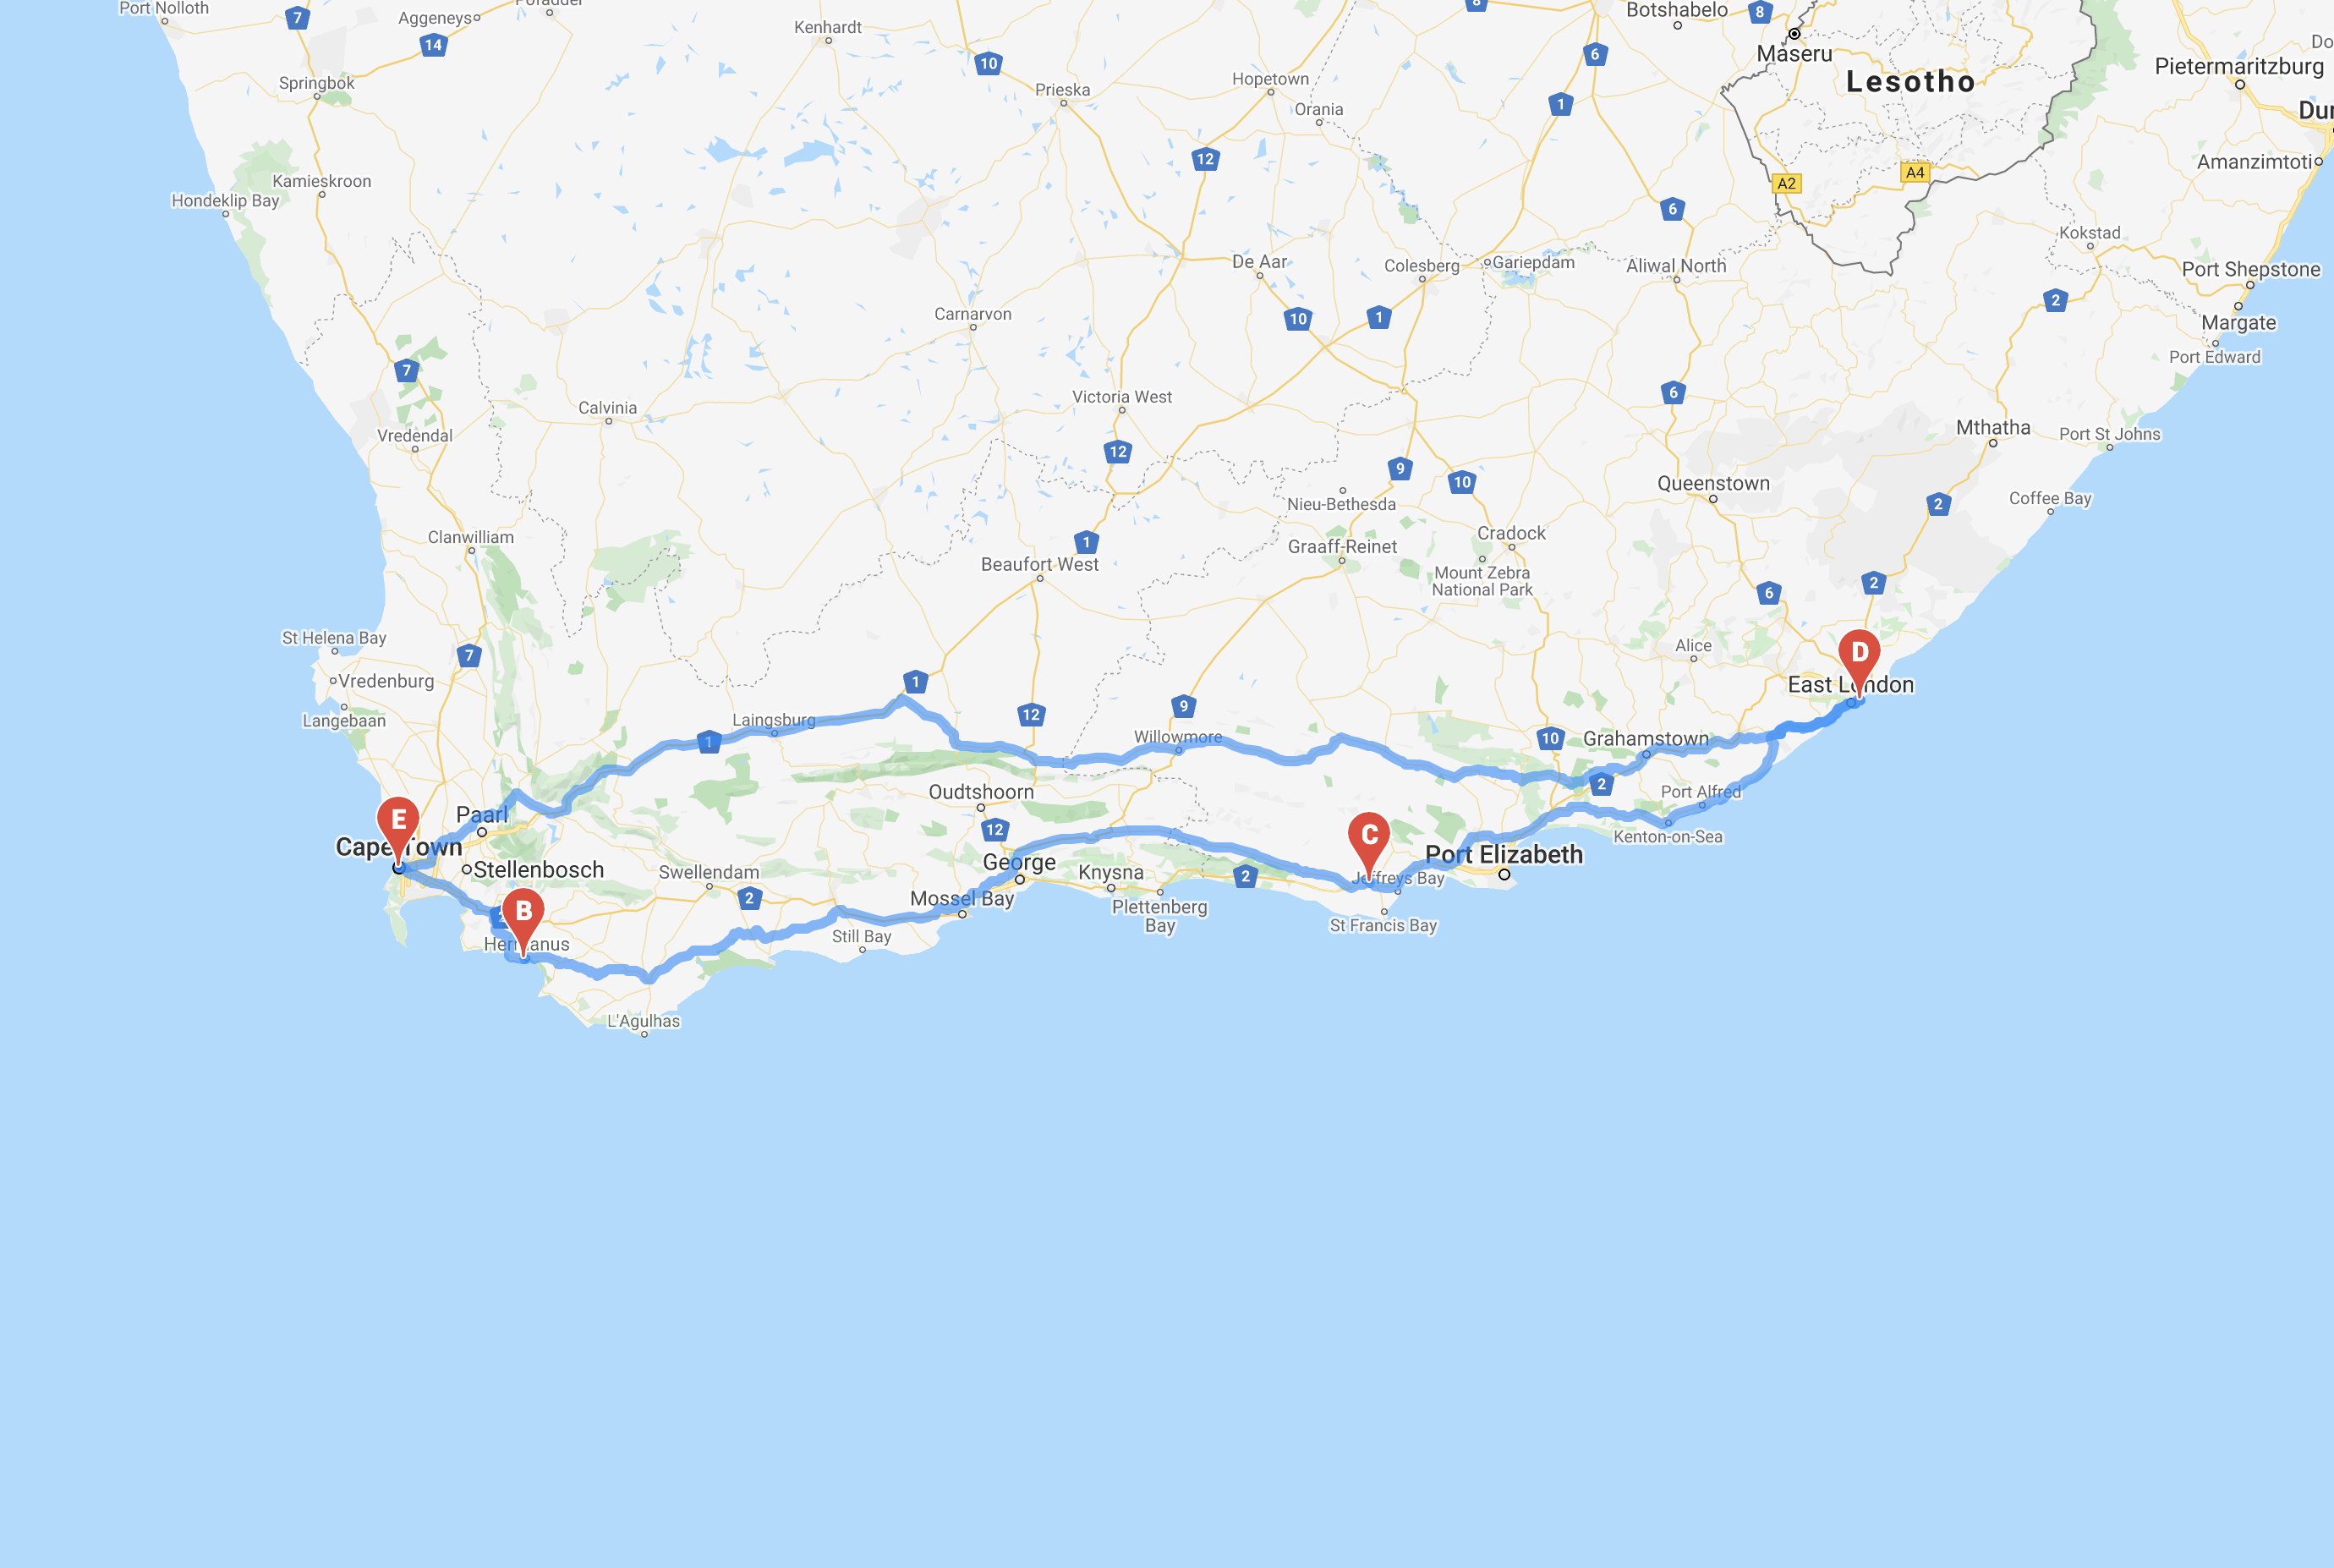 Port Nolloth
7
Aggeneys
14
Springbok
Kenhardt
10
Prieska
Hopetown
Orania
12
8
6
1
Botshabelo
8
Maseru
Lesotho
A2
A4
Pietermaritzburg
Amanzimtoti
Kamieskroon
Hondeklip Bay
6
Kokstad
Port Shepstone
2
Margate
Port Edward
De Aar
10
1
Colesberg
Gariepdam
Aliwal North
Carnarvon
7
Vredendal
Calvinia
Victoria West
12
6
Mthatha
Port St Johns
9
10
Nieu-Bethesda
Queenstown
2
Coffee Bay
Clanwilliam
1
Beaufort West
Graaff-Reinet
Cradock
Mount Zebra
National Park
6
2
St Helena Bay
7
Vredenburg
Langebaan
Alice
D
East London
1
Laingsburg
1
12
9
Willowmore
10
Grahamstown
2
Port Alfred
Kenton-on-Sea
E
Cape Town
Paarl
Stellenbosch
Oudtshoorn
12
George
Knysna
C
Jeffreys Bay
Port Elizabeth
B
2
Hermanus
Swellendam
2
Mossel Bay
Still Bay
Plettenberg
Bay
2
St Francis Bay
L'Agulhas